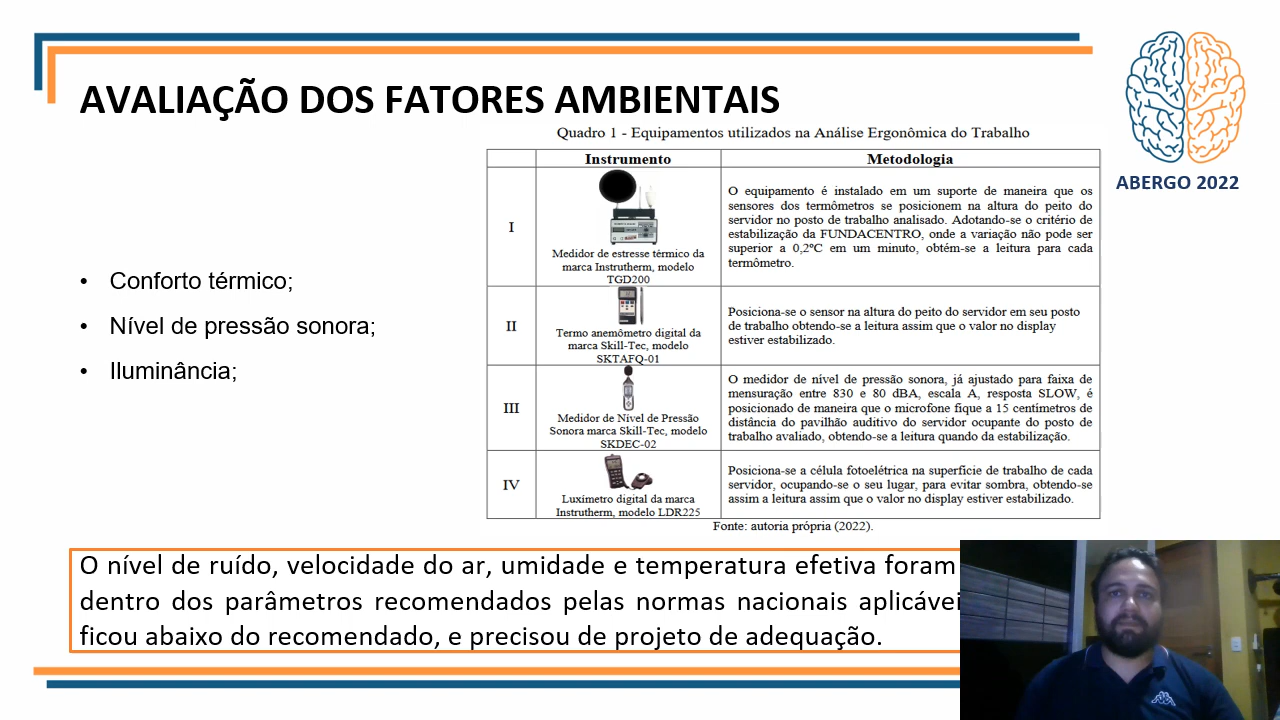 AVALIAÇÃO DOS FATORES AMBIENTAIS
ABERGO 2022
• Conforto térmico;
• Nível de pressão sonora;
• Iluminância;
Quadro 1 - Equipamentos utilizados na Análise Ergonômica do Trabalho
Instrumento
Metodologia
I
Medidor de estresse térmico da
marca Instrutherm, modelo
TGD200
O equipamento é instalado em um suporte de maneira que os
sensores dos termômetros se posicionem na altura do peito do
servidor no posto de trabalho analisado. Adotando-se o critério de
estabilização da FUNDACENTRO, onde a variação não pode ser
superior a 0,2ºC em um minuto, obtém-se a leitura para cada
termômetro.
II
Termo anemômetro digital da
marca Skill-Tec, modelo
SKTAFQ-01
Posiciona-se o sensor na altura do peito do servidor em seu posto
de trabalho obtendo-se a leitura assim que o valor no display
estiver estabilizado.
III
Medidor de Nível de Pressão
Sonora marca Skill-Tec, modelo
SKDEC-02
O medidor de nível de pressão sonora, já ajustado para faixa de
mensuração entre 830 e 80 dBA, escala A, resposta SLOW, é
posicionado de maneira que o microfone fique a 15 centímetros de
distância do pavilhão auditivo do servidor ocupante do posto de
trabalho avaliado, obtendo-se a leitura quando da estabilização.
IV
Luxímetro digital da marca
Instrutherm, modelo LDR225
Posiciona-se a célula fotoelétrica na superfície de trabalho de cada
servidor, ocupando-se o seu lugar, para evitar sombra, obtendo-se
assim a leitura assim que o valor no display estiver estabilizado.
Fonte: autoria própria (2022).
O nível de ruído, velocidade do ar, umidade e temperatura efetiva foram
dentro dos parâmetros recomendados pelas normas nacionais aplicávei
ficou abaixo do recomendado, e precisou de projeto de adequação.